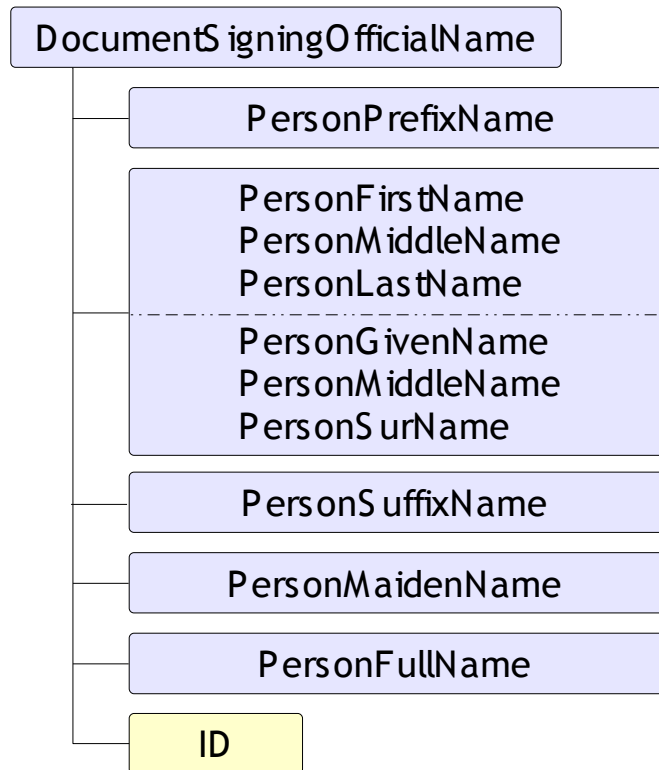 DocumentSigningOfficialName
PersonPrefixName
PersonFirstName
PersonMiddleName
PersonLastName
PersonGivenName
PersonMiddleName
PersonSurName
PersonSuffixName
PersonMaidenName
PersonFullName
ID